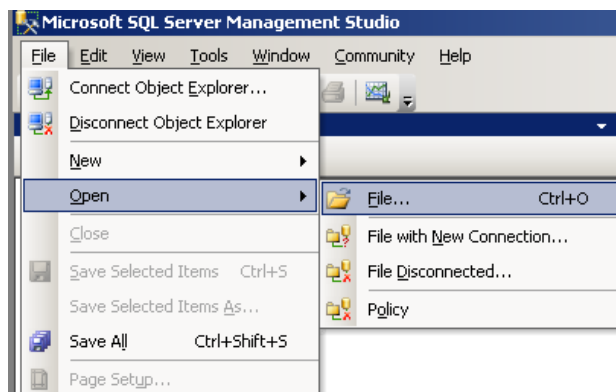 Microsoft SQL Server Management Studio
File Edit View Tools Window Community Help
Connect Object Explorer...
Disconnect Object Explorer
New
Open
File... Ctrl+O
Close
File with New Connection...
Save Selected Items Ctrl+S
File Disconnected...
Save Selected Items As...
Policy
Save All Ctrl+Shift+S
Page Setup...